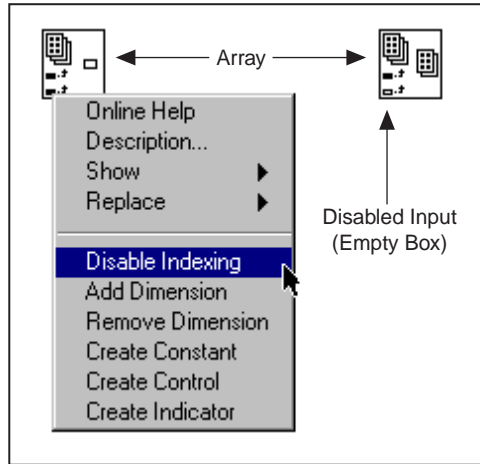 Array
Online Help
Description...
Show
Replace
Disable Indexing
Add Dimension
Remove Dimension
Create Constant
Create Control
Create Indicator
Disabled Input
(Empty Box)